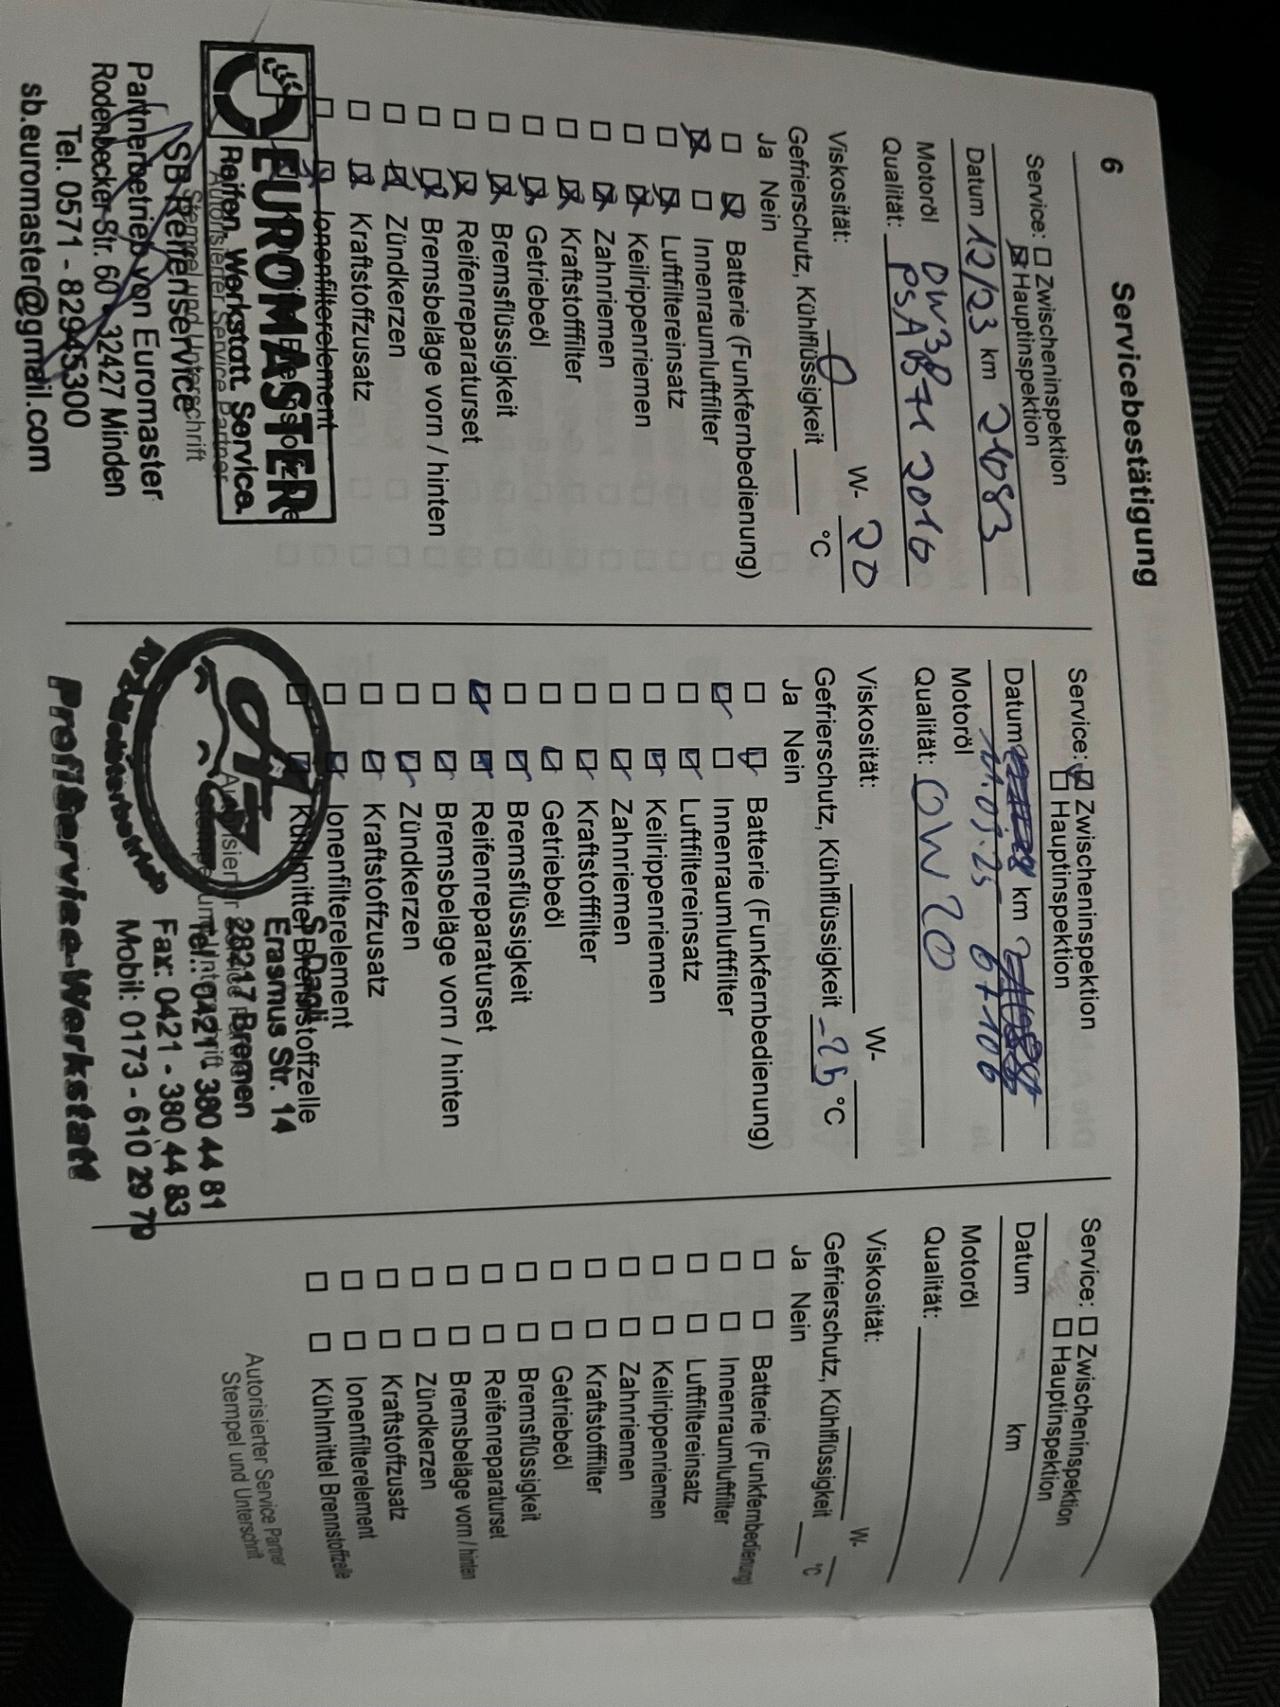 6 Servicebestätigung
Service: Zwischeninspektion
Hauptinspektion
Datum 12/23 km 21083
Motoröl
Qualität: PSA B71 2010
Viskosität: 0 W- 20
Gefrierschutz, Kühlflüssigkeit °C
Ja Nein
Batterie (Funkfernbedienung)
Innenraumluftfilter
Luftfiltereinsatz
Keilrippenriemen
Zahnriemen
Kraftstofffilter
Getriebeöl
Bremsflüssigkeit
Reifenreparaturset
Bremsbeläge vorn / hinten
Zündkerzen
Kraftstoffzusatz
Ionenfilterelement
EUROMASTER
Reifen. Werkstatt. Service.
Autorisierter Service Partner
Stempel und Unterschrift
SB Reifenservice
Partnerbetrieb von Euromaster
Rodenbecker Str. 60 · 32427 Minden
Tel. 0571 - 82945300
sb.euromaster@gmail.com
Service: Zwischeninspektion
Hauptinspektion
Datum km
67106
Motoröl
Qualität: 0W20
Viskosität: W-
Gefrierschutz, Kühlflüssigkeit -25 °C
Ja Nein
Batterie (Funkfernbedienung)
Innenraumluftfilter
Luftfiltereinsatz
Keilrippenriemen
Zahnriemen
Kraftstofffilter
Getriebeöl
Bremsflüssigkeit
Reifenreparaturset
Bremsbeläge vorn / hinten
Zündkerzen
Kraftstoffzusatz
Ionenfilterelement
Kühlmittel Brennstoffzelle
S. Dagli
Erasmus Str. 14
28217 Bremen
Tel.: 0421 - 380 44 81
Fax: 0421 - 380 44 83
Mobil: 0173 - 610 29 79
Kfz-Meisterbetrieb
ProfiService-Werkstatt
Service: Zwischeninspektion
Hauptinspektion
Datum km
Motoröl
Qualität:
Viskosität: W-
Gefrierschutz, Kühlflüssigkeit °C
Ja Nein
Batterie (Funkfernbedienung)
Innenraumluftfilter
Luftfiltereinsatz
Keilrippenriemen
Zahnriemen
Kraftstofffilter
Getriebeöl
Bremsflüssigkeit
Reifenreparaturset
Bremsbeläge vorn / hinten
Zündkerzen
Kraftstoffzusatz
Ionenfilterelement
Kühlmittel Brennstoffzelle
Autorisierter Service Partner
Stempel und Unterschrift